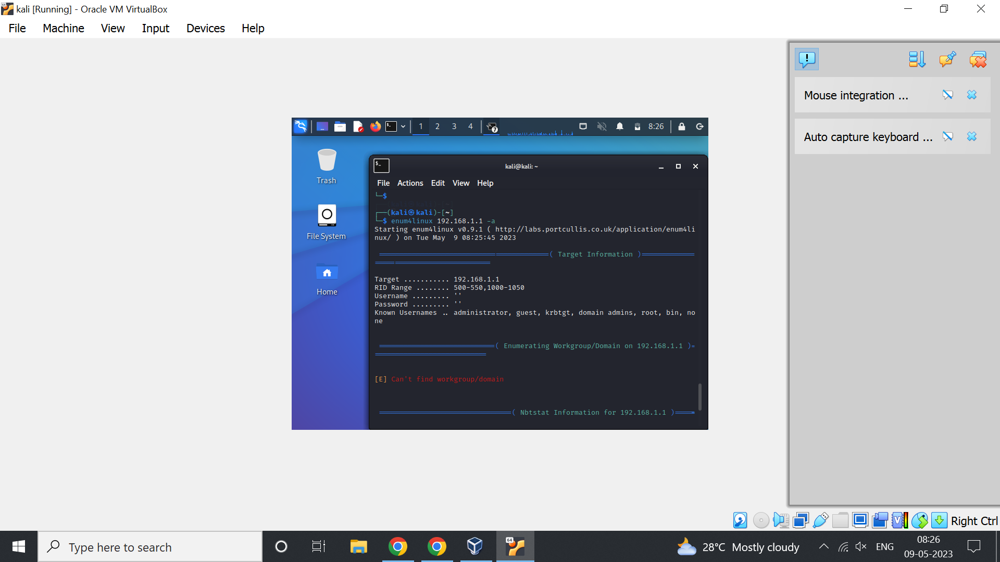 kali [Running] - Oracle VM VirtualBox
File Machine View Input Devices Help
Mouse integration ...
Auto capture keyboard ...
1 2 3 4 7 8:26
Trash
File System
Home
kali@kali: ~
File Actions Edit View Help
└─$
┌──(kali㉿kali)-[~]
└─$ enum4linux 192.168.1.1 -a
Starting enum4linux v0.9.1 ( http://labs.portcullis.co.uk/application/enum4li
nux/ ) on Tue May  9 08:25:45 2023
( Target Information )
Target ........... 192.168.1.1
RID Range ........ 500-550,1000-1050
Username ......... ''
Password ......... ''
Known Usernames .. administrator, guest, krbtgt, domain admins, root, bin, no
ne
( Enumerating Workgroup/Domain on 192.168.1.1 )
[E] Can't find workgroup/domain
( Nbtstat Information for 192.168.1.1 )
Right Ctrl
Type here to search
64
28°C Mostly cloudy
ENG
08:26
09-05-2023